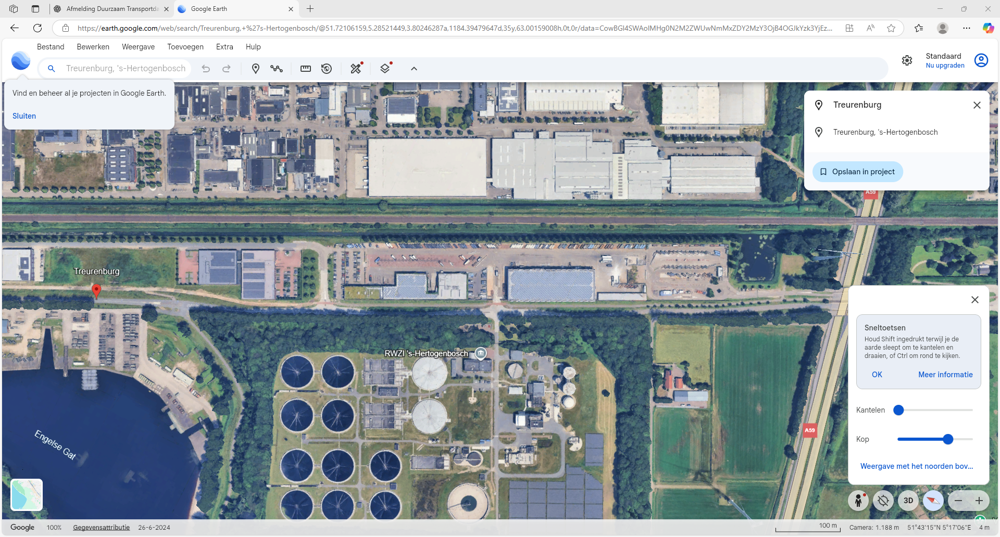 Afmelding Duurzaam Transportda
Google Earth
https://earth.google.com/web/search/Treurenburg,+%27s-Hertogenbosch/@51.72106159,5.28521449,3.80246287a,1184.39479647d,35y,63.00159008h,0t,0r/data=CowBGl4SWAolMHg0N2M2ZWUwNmMxZDY2MzY3OjB4OGJkYzk3YjEz...
Bestand Bewerken Weergave Toevoegen Extra Hulp
Treurenburg, 's-Hertogenbosch
Standaard
Nu upgraden
Vind en beheer al je projecten in Google Earth.
Sluiten
Treurenburg
Treurenburg, 's-Hertogenbosch
Opslaan in project
A59
Treurenburg
RWZI 's-Hertogenbosch
Engelse Gat
A59
Sneltoetsen
Houd Shift ingedrukt terwijl je de
aarde sleept om te kantelen en
draaien, of Ctrl om rond te kijken.
OK Meer informatie
Kantelen
Kop
Weergave met het noorden bov...
3D
Google 100% Gegevensattributie 26-6-2024 100 m Camera: 1.188 m 51°43'15"N 5°17'06"E 4 m